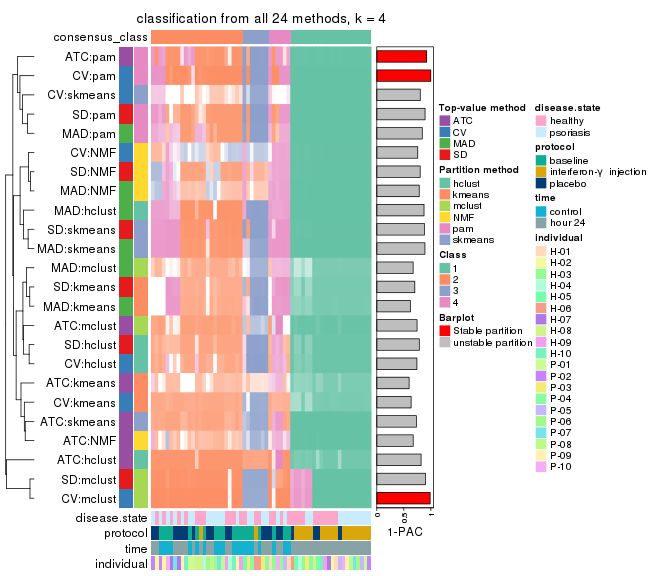 classification from all 24 methods, k = 4
consensus_class
ATC:pam
CV:pam
CV:skmeans
SD:pam
MAD:pam
CV:NMF
SD:NMF
MAD:NMF
MAD:hclust
SD:skmeans
MAD:skmeans
MAD:mclust
SD:kmeans
MAD:kmeans
ATC:mclust
SD:hclust
CV:hclust
ATC:kmeans
CV:kmeans
ATC:skmeans
ATC:NMF
ATC:hclust
SD:mclust
CV:mclust
disease.state
protocol
time
individual
0
0.5
1
1-PAC
Top-value method
ATC
CV
MAD
SD
Partition method
hclust
kmeans
mclust
NMF
pam
skmeans
Class
1
2
3
4
Barplot
Stable partition
unstable partition
disease.state
healthy
psoriasis
protocol
baseline
interferon-γ injection
placebo
time
control
hour 24
individual
H-01
H-02
H-03
H-04
H-05
H-06
H-07
H-08
H-09
H-10
P-01
P-02
P-03
P-04
P-05
P-06
P-07
P-08
P-09
P-10